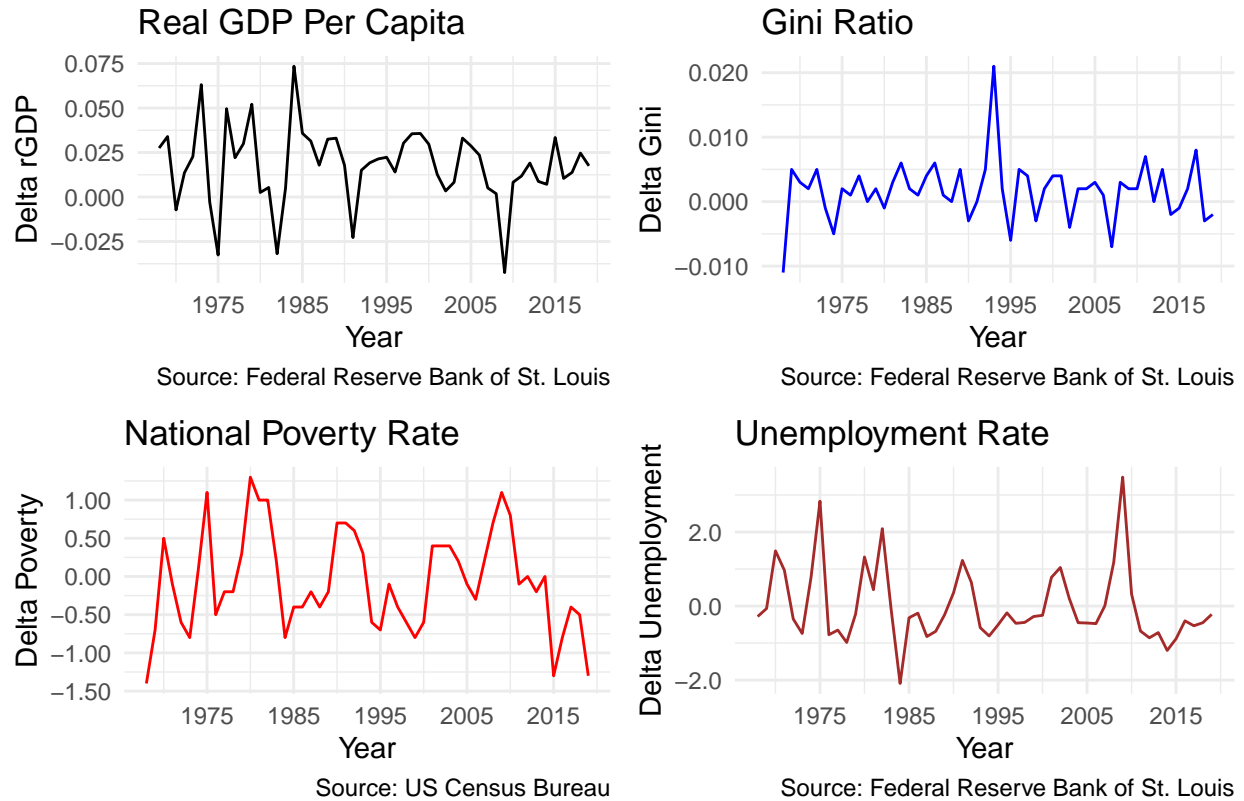 Real GDP Per Capita
Delta rGDP
0.075
0.050
0.025
0.000
−0.025
1975 1985 1995 2005 2015
Year
Source: Federal Reserve Bank of St. Louis
Gini Ratio
Delta Gini
0.020
0.010
0.000
−0.010
1975 1985 1995 2005 2015
Year
Source: Federal Reserve Bank of St. Louis
National Poverty Rate
Delta Poverty
1.00
0.50
0.00
−0.50
−1.00
−1.50
1975 1985 1995 2005 2015
Year
Source: US Census Bureau
Unemployment Rate
Delta Unemployment
2.0
0.0
−2.0
1975 1985 1995 2005 2015
Year
Source: Federal Reserve Bank of St. Louis